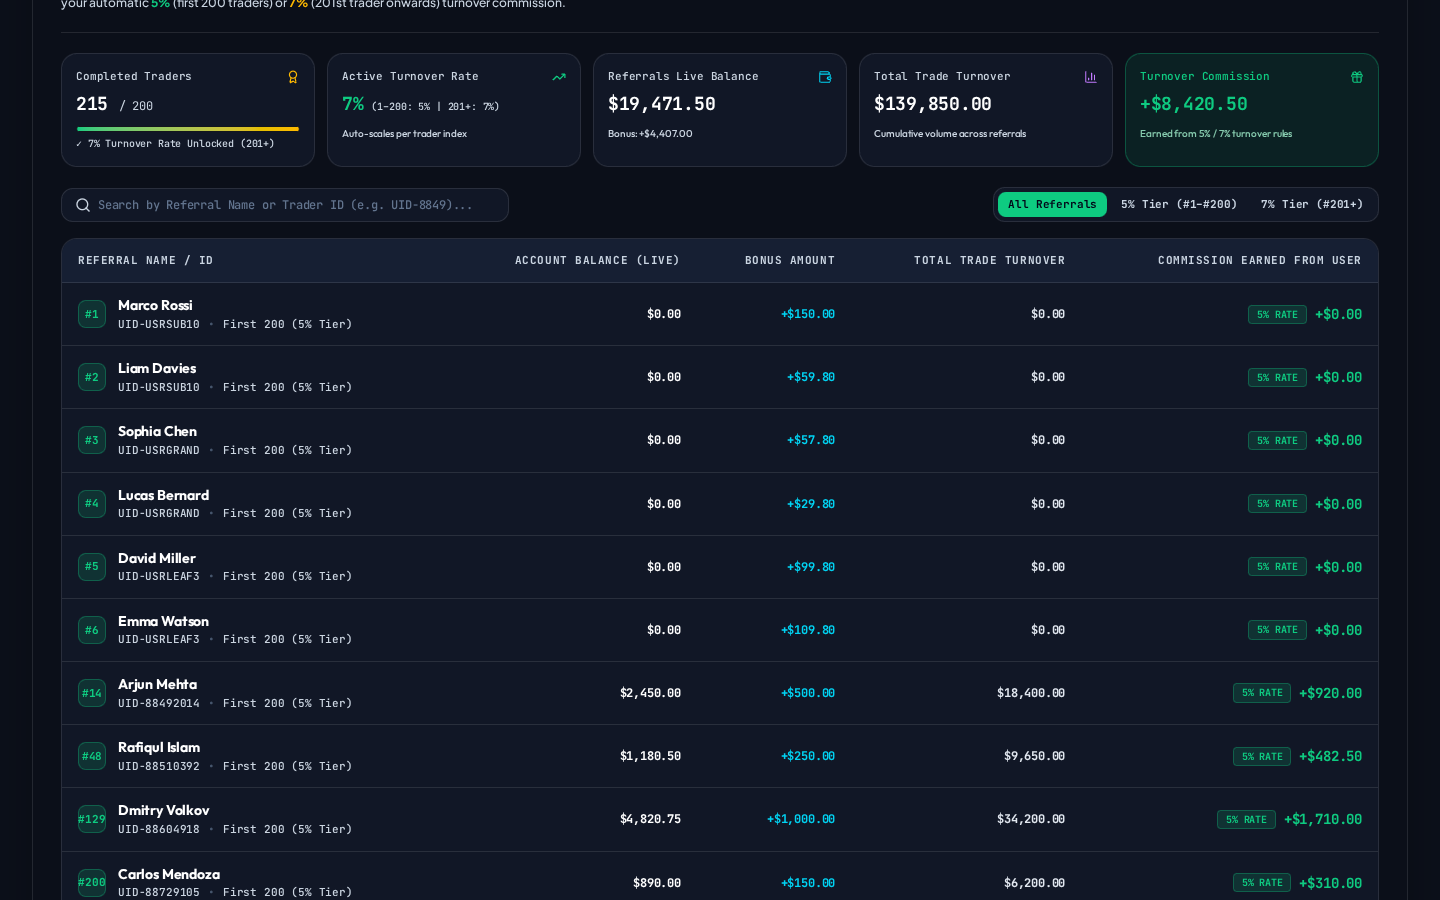 your automatic 5% (first 200 traders) or 7% (201st trader onwards) turnover commission.
Completed Traders
215 / 200
✓ 7% Turnover Rate Unlocked (201+)
Active Turnover Rate
7% (1-200: 5% | 201+: 7%)
Auto-scales per trader index
Referrals Live Balance
$19,471.50
Bonus: +$4,407.00
Total Trade Turnover
$139,850.00
Cumulative volume across referrals
Turnover Commission
+$8,420.50
Earned from 5% / 7% turnover rules
Search by Referral Name or Trader ID (e.g. UID-8849)...
All Referrals 5% Tier (#1-#200) 7% Tier (#201+)
REFERRAL NAME / ID ACCOUNT BALANCE (LIVE) BONUS AMOUNT TOTAL TRADE TURNOVER COMMISSION EARNED FROM USER
#1 Marco Rossi $0.00 +$150.00 $0.00 5% RATE +$0.00
UID-USRSUB10 • First 200 (5% Tier)
#2 Liam Davies $0.00 +$59.80 $0.00 5% RATE +$0.00
UID-USRSUB10 • First 200 (5% Tier)
#3 Sophia Chen $0.00 +$57.80 $0.00 5% RATE +$0.00
UID-USRGRAND • First 200 (5% Tier)
#4 Lucas Bernard $0.00 +$29.80 $0.00 5% RATE +$0.00
UID-USRGRAND • First 200 (5% Tier)
#5 David Miller $0.00 +$99.80 $0.00 5% RATE +$0.00
UID-USRLEAF3 • First 200 (5% Tier)
#6 Emma Watson $0.00 +$109.80 $0.00 5% RATE +$0.00
UID-USRLEAF3 • First 200 (5% Tier)
#14 Arjun Mehta $2,450.00 +$500.00 $18,400.00 5% RATE +$920.00
UID-88492014 • First 200 (5% Tier)
#48 Rafiqul Islam $1,180.50 +$250.00 $9,650.00 5% RATE +$482.50
UID-88510392 • First 200 (5% Tier)
#129 Dmitry Volkov $4,820.75 +$1,000.00 $34,200.00 5% RATE +$1,710.00
UID-88604918 • First 200 (5% Tier)
#200 Carlos Mendoza $890.00 +$150.00 $6,200.00 5% RATE +$310.00
UID-88729105 • First 200 (5% Tier)